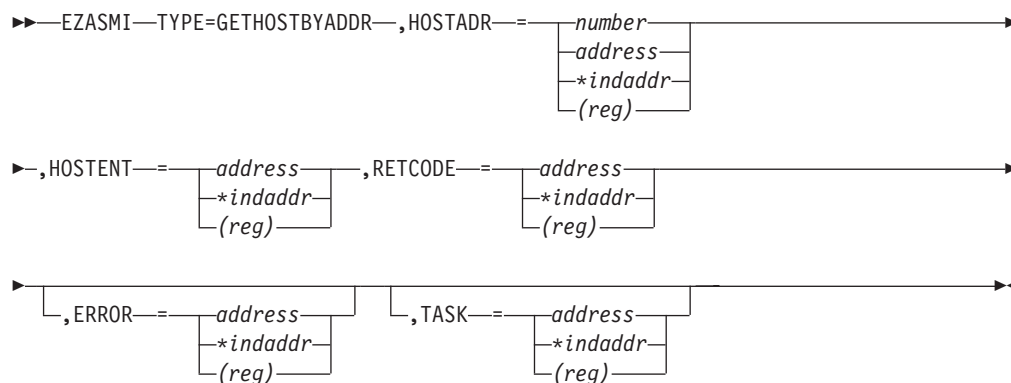 EZASMI TYPE=GETHOSTBYADDR ,HOSTADR = number
address
*indaddr
(reg)
,HOSTENT = address ,RETCODE = address
*indaddr *indaddr
(reg) (reg)
,ERROR = address ,TASK = address
*indaddr *indaddr
(reg) (reg)